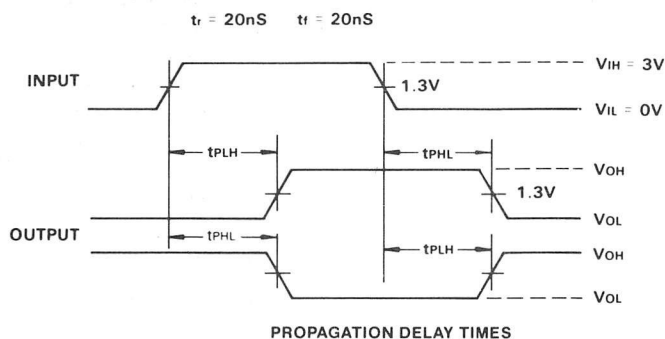 tr = 20nS tf = 20nS
INPUT
1.3V
VIH = 3V
VIL = 0V
tPLH
tPHL
VOH
1.3V
VOL
OUTPUT
tPHL
tPLH
VOH
VOL
PROPAGATION DELAY TIMES